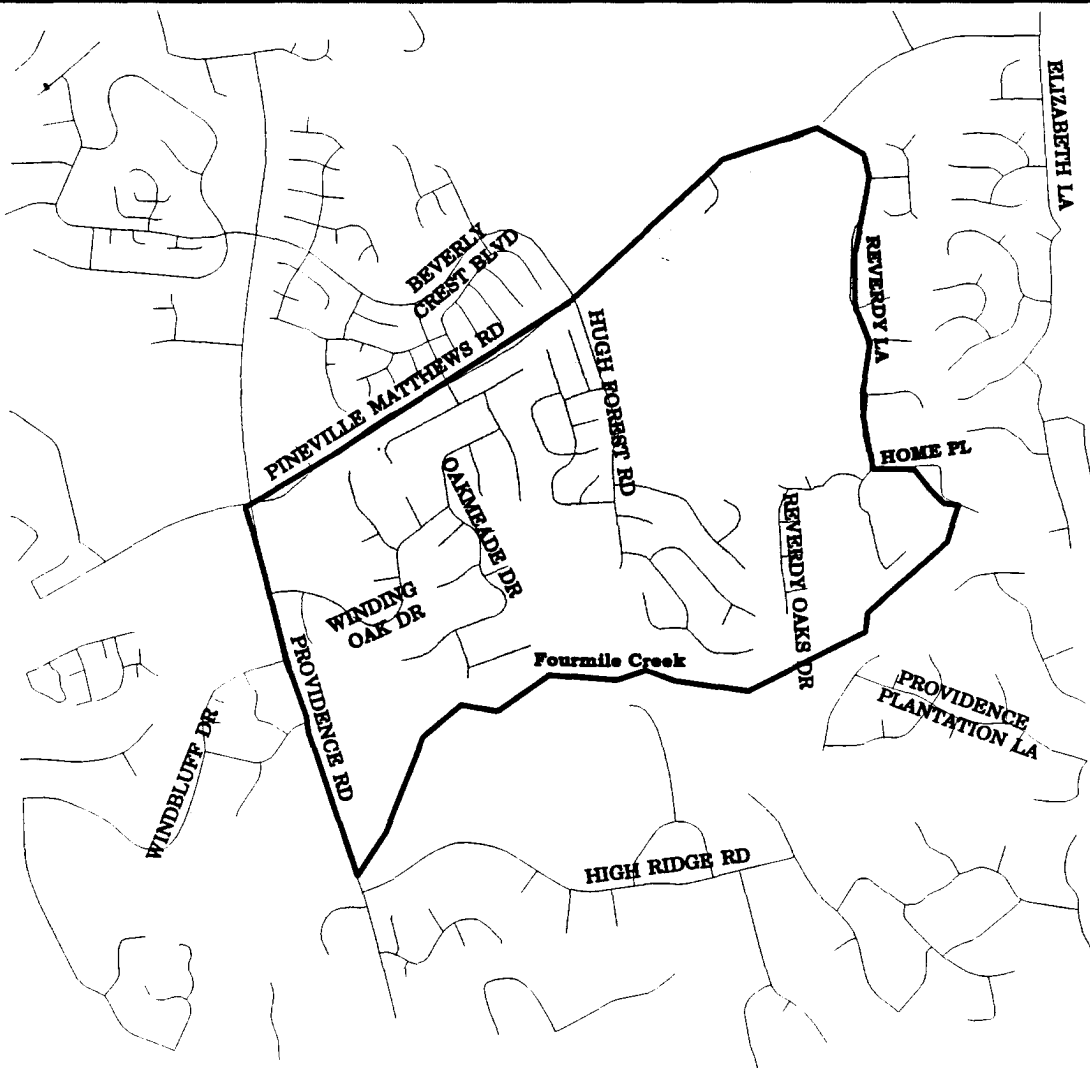 ELIZABETH LA
BEVERLY
CREST BLVD
REVERDY LA
PINEVILLE MATTHEWS RD
HUGH FOREST RD
HOME PL
OAKMEADE DR
REVERDY OAKS DR
WINDING
OAK DR
Fourmile Creek
PROVIDENCE RD
PROVIDENCE
PLANTATION LA
WINDBLUFF DR
HIGH RIDGE RD